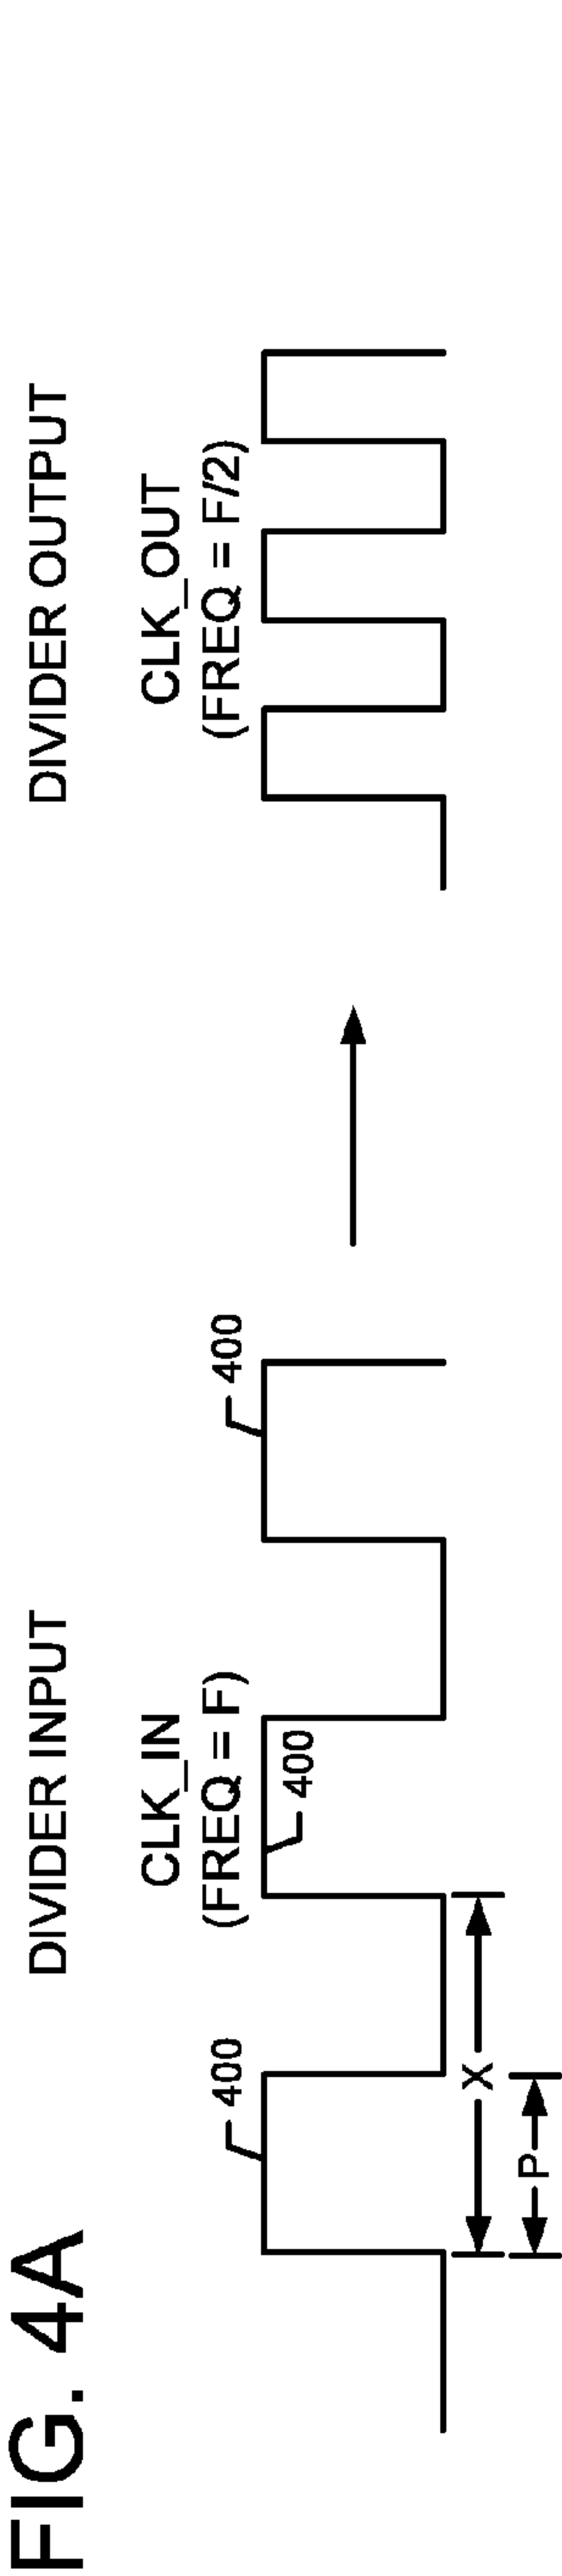 FIG. 4A
DIVIDER INPUT
DIVIDER OUTPUT
CLK_IN
(FREQ = F)
CLK_OUT
(FREQ = F/2)
400
400
400
X
P